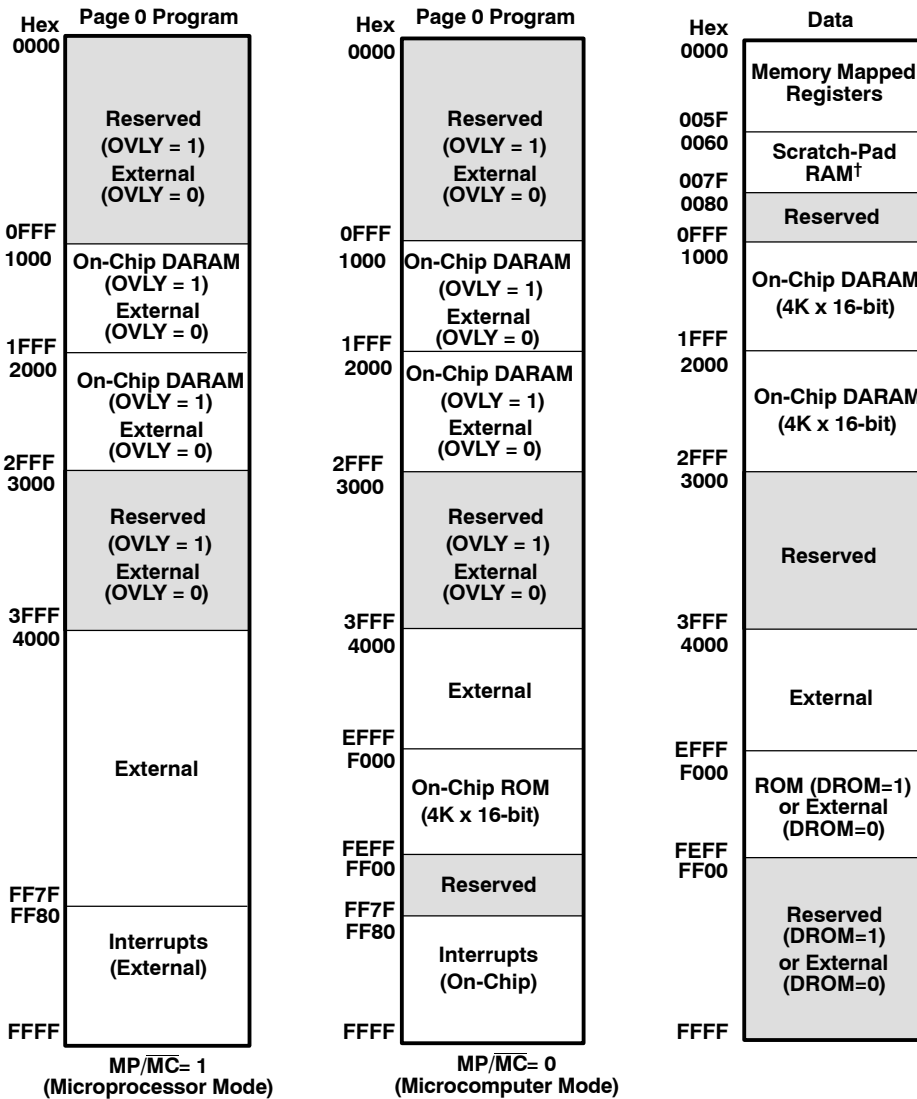 Hex Page 0 Program
0000
Reserved
(OVLY = 1)
External
(OVLY = 0)
0FFF
1000
On-Chip DARAM
(OVLY = 1)
External
(OVLY = 0)
1FFF
2000
On-Chip DARAM
(OVLY = 1)
External
(OVLY = 0)
2FFF
3000
Reserved
(OVLY = 1)
External
(OVLY = 0)
3FFF
4000
External
FF7F
FF80
Interrupts
(External)
FFFF
MP/M̅C̅= 1
(Microprocessor Mode)
Hex Page 0 Program
0000
Reserved
(OVLY = 1)
External
(OVLY = 0)
0FFF
1000
On-Chip DARAM
(OVLY = 1)
External
(OVLY = 0)
1FFF
2000
On-Chip DARAM
(OVLY = 1)
External
(OVLY = 0)
2FFF
3000
Reserved
(OVLY = 1)
External
(OVLY = 0)
3FFF
4000
External
EFFF
F000
On-Chip ROM
(4K x 16-bit)
FEFF
FF00
Reserved
FF7F
FF80
Interrupts
(On-Chip)
FFFF
MP/M̅C̅= 0
(Microcomputer Mode)
Hex Data
0000
Memory Mapped
Registers
005F
0060
Scratch-Pad
RAM†
007F
0080
Reserved
0FFF
1000
On-Chip DARAM
(4K x 16-bit)
1FFF
2000
On-Chip DARAM
(4K x 16-bit)
2FFF
3000
Reserved
3FFF
4000
External
EFFF
F000
ROM (DROM=1)
or External
(DROM=0)
FEFF
FF00
Reserved
(DROM=1)
or External
(DROM=0)
FFFF